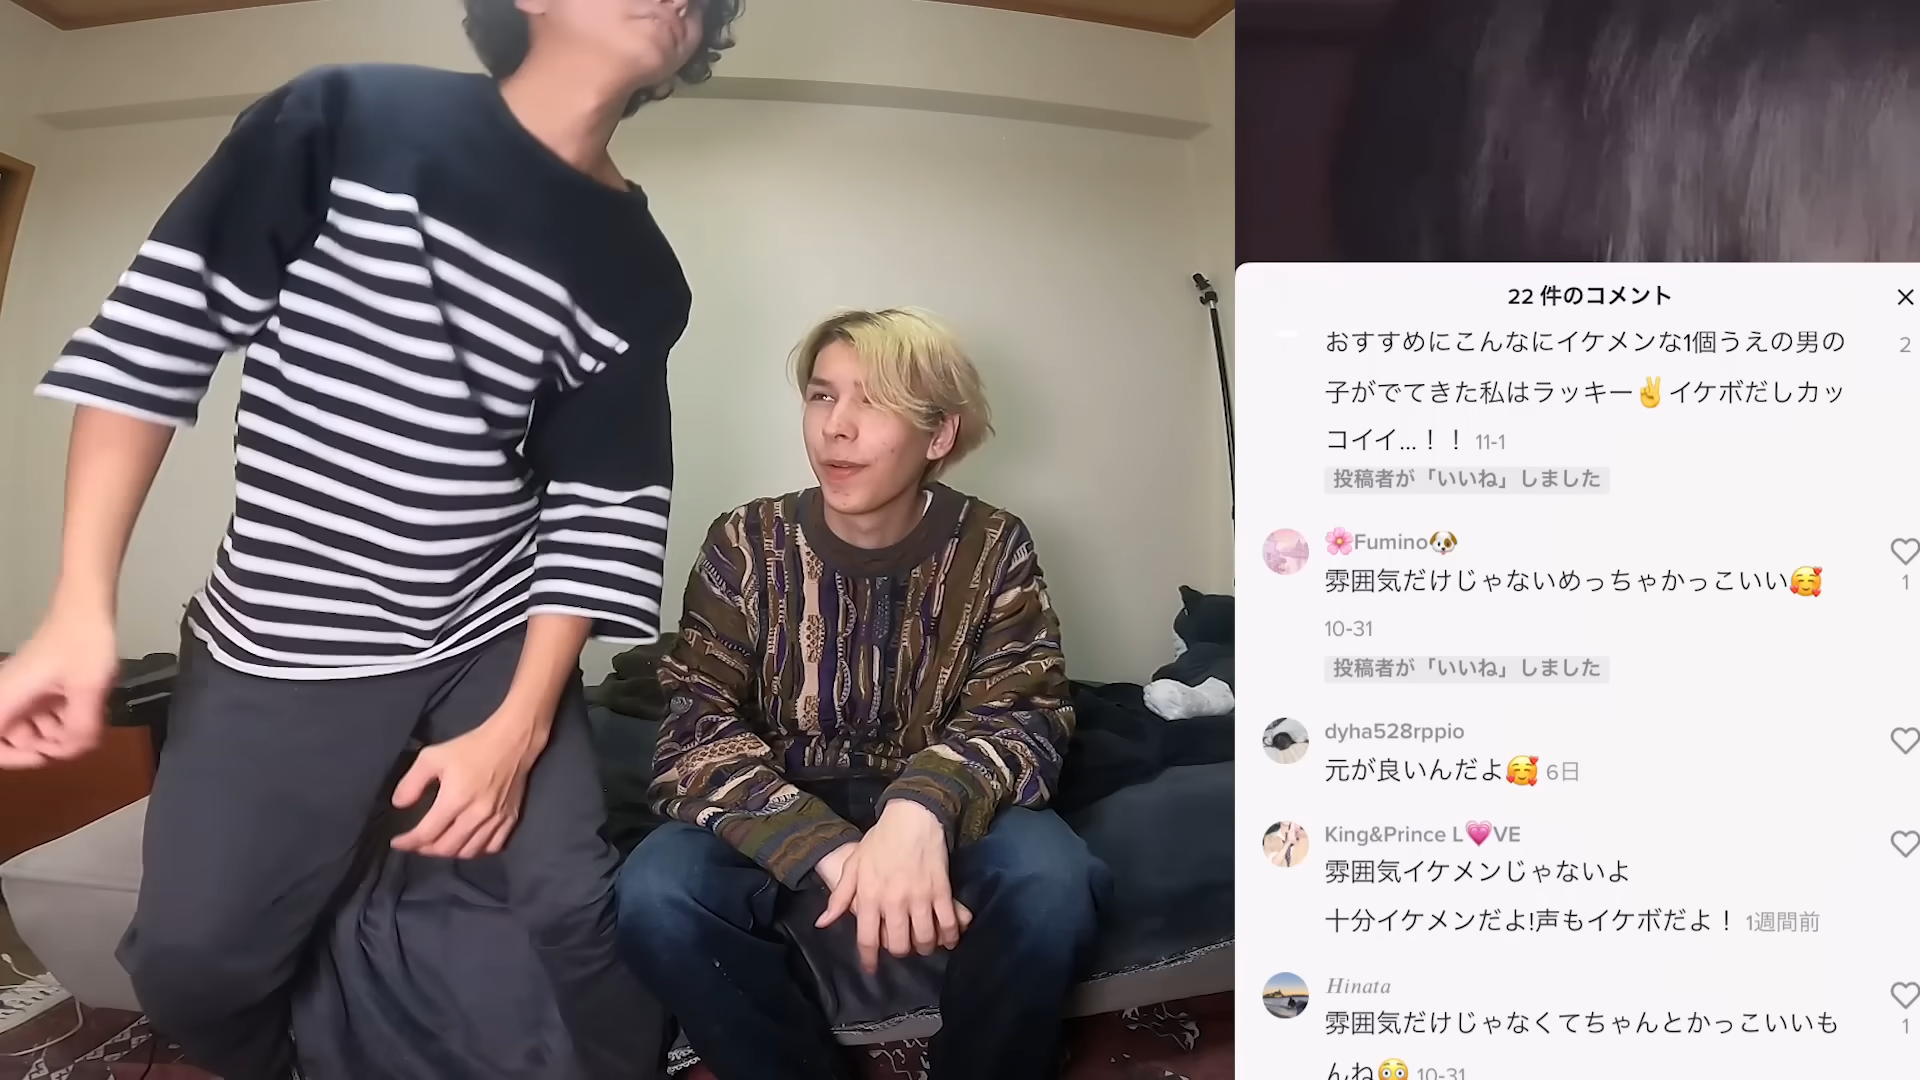 22 件のコメント
おすすめにこんなにイケメンな1個うえの男の
2
子がでてきた私はラッキー✌️イケボだしカッ
コイイ...！！ 11-1
投稿者が「いいね」しました
🌸Fumino🐶
雰囲気だけじゃないめっちゃかっこいい🥰
1
10-31
投稿者が「いいね」しました
dyha528rppio
元が良いんだよ🥰 6日
King&Prince L💗VE
雰囲気イケメンじゃないよ
十分イケメンだよ!声もイケボだよ！ 1週間前
Hinata
雰囲気だけじゃなくてちゃんとかっこいいも
1
んね😳 10-31